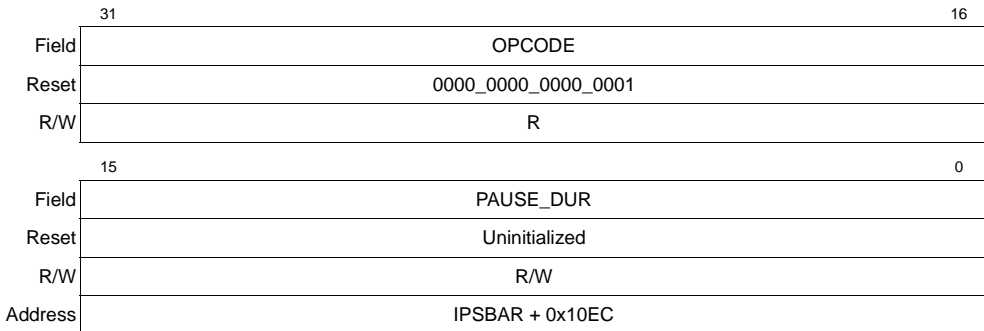 31 16
Field OPCODE
Reset 0000_0000_0000_0001
R/W R
15 0
Field PAUSE_DUR
Reset Uninitialized
R/W R/W
Address IPSBAR + 0x10EC